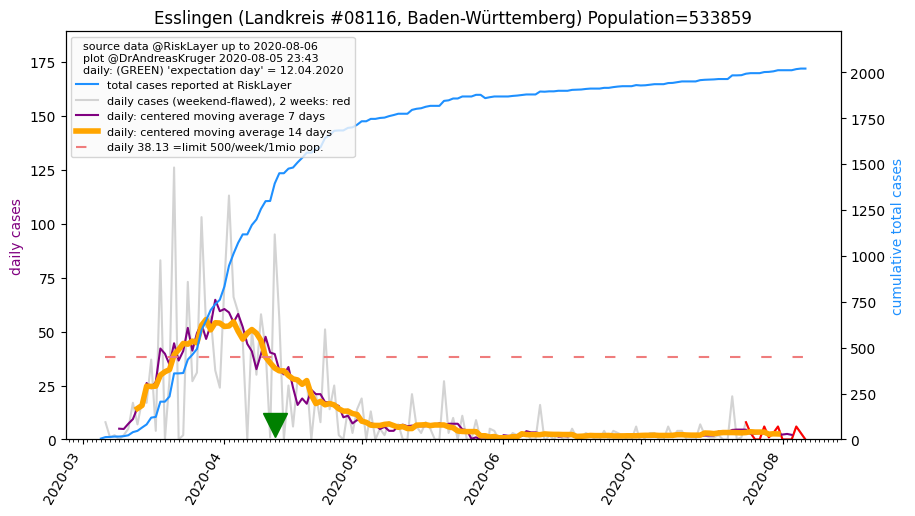 Esslingen (Landkreis #08116, Baden-Württemberg) Population=533859
source data @RiskLayer up to 2020-08-06
plot @DrAndreasKruger 2020-08-05 23:43
daily: (GREEN) 'expectation day' = 12.04.2020
total cases reported at RiskLayer
daily cases (weekend-flawed), 2 weeks: red
daily: centered moving average 7 days
daily: centered moving average 14 days
daily 38.13 =limit 500/week/1mio pop.
daily cases
175
150
125
100
75
50
25
0
cumulative total cases
2000
1750
1500
1250
1000
750
500
250
0
2020-03
2020-04
2020-05
2020-06
2020-07
2020-08